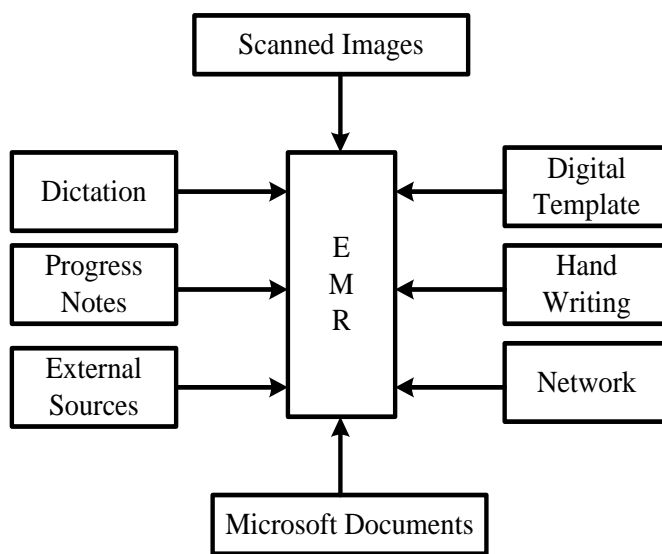 Scanned Images
Dictation
Progress
Notes
External
Sources
E
M
R
Digital
Template
Hand
Writing
Network
Microsoft Documents